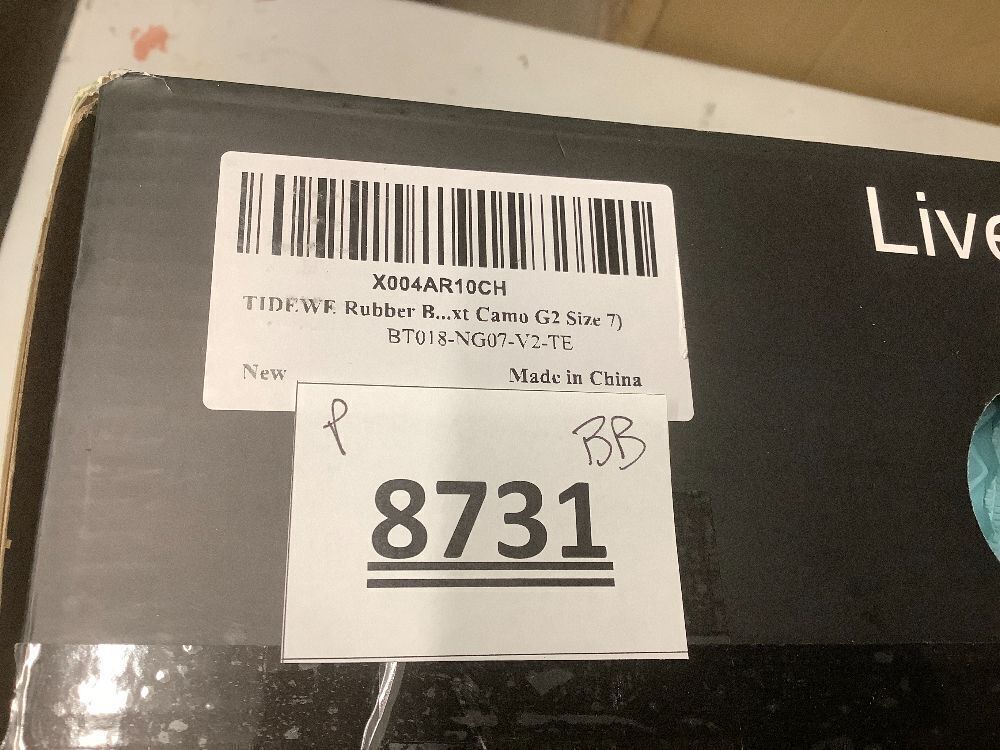 Live
X004AR10CH
TIDEWE Rubber B...xt Camo G2 Size 7)
BT018-NG07-V2-TE
New Made in China
P BB
8731